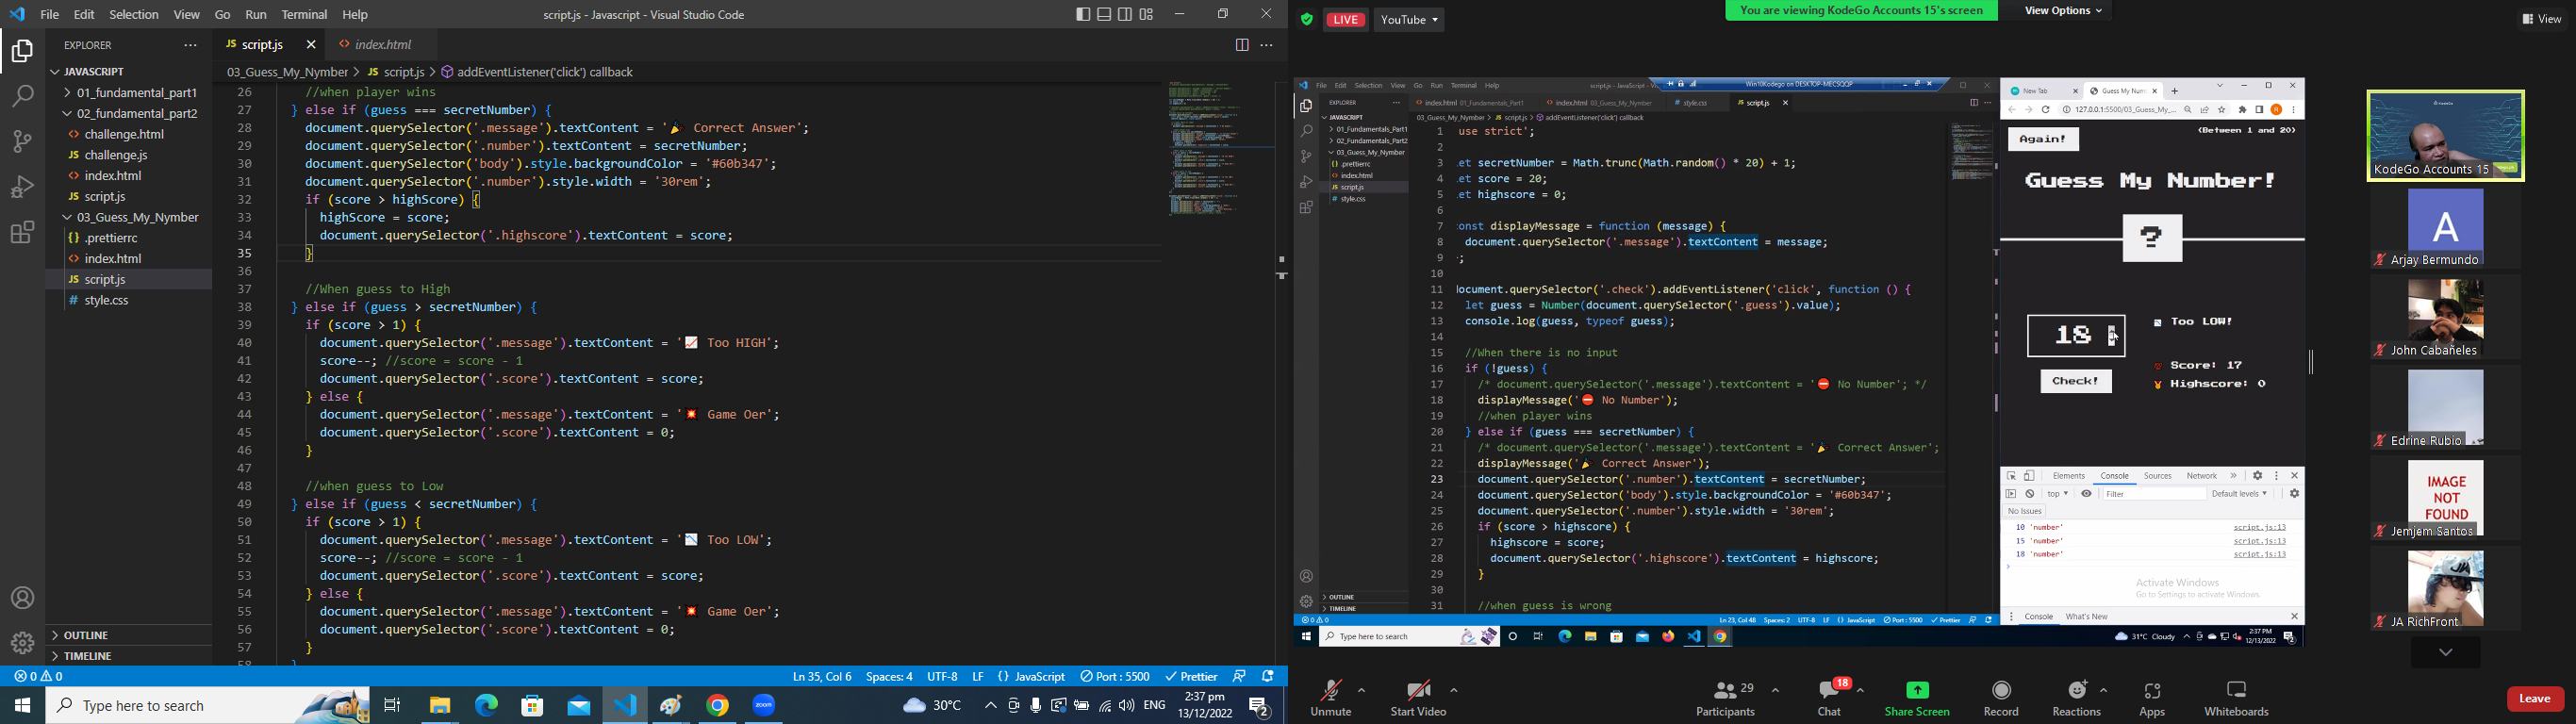 File Edit Selection View Go Run Terminal Help
script.js - Javascript - Visual Studio Code
EXPLORER
JAVASCRIPT
01_fundamental_part1
02_fundamental_part2
challenge.html
JS challenge.js
index.html
JS script.js
03_Guess_My_Nymber
{} .prettierrc
index.html
JS script.js
# style.css
OUTLINE
TIMELINE
JS script.js
index.html
03_Guess_My_Nymber > JS script.js > addEventListener('click') callback
26 //when player wins
27 } else if (guess === secretNumber) {
28 document.querySelector('.message').textContent = '🎉 Correct Answer';
29 document.querySelector('.number').textContent = secretNumber;
30 document.querySelector('body').style.backgroundColor = '#60b347';
31 document.querySelector('.number').style.width = '30rem';
32 if (score > highScore) {
33 highScore = score;
34 document.querySelector('.highscore').textContent = score;
35 }
36
37 //When guess to High
38 } else if (guess > secretNumber) {
39 if (score > 1) {
40 document.querySelector('.message').textContent = '📈 Too HIGH';
41 score--; //score = score - 1
42 document.querySelector('.score').textContent = score;
43 } else {
44 document.querySelector('.message').textContent = '💥 Game Oer';
45 document.querySelector('.score').textContent = 0;
46 }
47
48 //when guess to Low
49 } else if (guess < secretNumber) {
50 if (score > 1) {
51 document.querySelector('.message').textContent = '📉 Too LOW';
52 score--; //score = score - 1
53 document.querySelector('.score').textContent = score;
54 } else {
55 document.querySelector('.message').textContent = '💥 Game Oer';
56 document.querySelector('.score').textContent = 0;
57 }
58 }
0 0
Ln 35, Col 6 Spaces: 4 UTF-8 LF {} JavaScript Port : 5500 Prettier
Type here to search
zoom
30°C
ENG
2:37 pm
13/12/2022
2
LIVE
YouTube
You are viewing KodeGo Accounts 15's screen
View Options
View
File Edit Selection View Go Run Terminal Help
Win10Kodego on DESKTOP-MECSQQP
EXPLORER
JAVASCRIPT
01_Fundamentals_Part1
02_Fundamentals_Part2
03_Guess_My_Nymber
{} .prettierrc
index.html
JS script.js
# style.css
OUTLINE
TIMELINE
index.html 01_Fundamentals_Part1
index.html 03_Guess_My_Nymber
# style.css
JS script.js
03_Guess_My_Nymber > JS script.js > addEventListener('click') callback
1 use strict';
2
3 et secretNumber = Math.trunc(Math.random() * 20) + 1;
4 et score = 20;
5 et highscore = 0;
6
7 onst displayMessage = function (message) {
8 document.querySelector('.message').textContent = message;
9 ;
10
11 ocument.querySelector('.check').addEventListener('click', function () {
12 let guess = Number(document.querySelector('.guess').value);
13 console.log(guess, typeof guess);
14
15 //When there is no input
16 if (!guess) {
17 /* document.querySelector('.message').textContent = '⛔ No Number'; */
18 displayMessage('⛔ No Number');
19 //when player wins
20 } else if (guess === secretNumber) {
21 /* document.querySelector('.message').textContent = '🎉 Correct Answer';
22 displayMessage('🎉 Correct Answer');
23 document.querySelector('.number').textContent = secretNumber;
24 document.querySelector('body').style.backgroundColor = '#60b347';
25 document.querySelector('.number').style.width = '30rem';
26 if (score > highscore) {
27 highscore = score;
28 document.querySelector('.highscore').textContent = highscore;
29 }
30
31 //when guess is wrong
Ln 23, Col 48 Spaces: 2 UTF-8 LF {} JavaScript Port : 5500 Prettier
Type here to search
31°C Cloudy
2:37 PM
12/13/2022
New Tab
Guess My Num
127.0.0.1:5500/03_Guess_My_...
Again!
(Between 1 and 20)
Guess My Number!
?
18
Check!
📉 Too LOW!
Score: 17
Highscore: 0
Elements Console Sources Network
top
Filter
Default levels
No Issues
10 'number' script.js:13
15 'number' script.js:13
18 'number' script.js:13
Activate Windows
Go to Settings to activate Windows.
Console What's New
KodeGo Accounts 15
A
Arjay Bermundo
John Cabañeles
Edrine Rubio
IMAGE
NOT
FOUND
Jemjem Santos
JA RichFront
Unmute
Start Video
29
Participants
18
Chat
Share Screen
Record
Reactions
Apps
Whiteboards
Leave